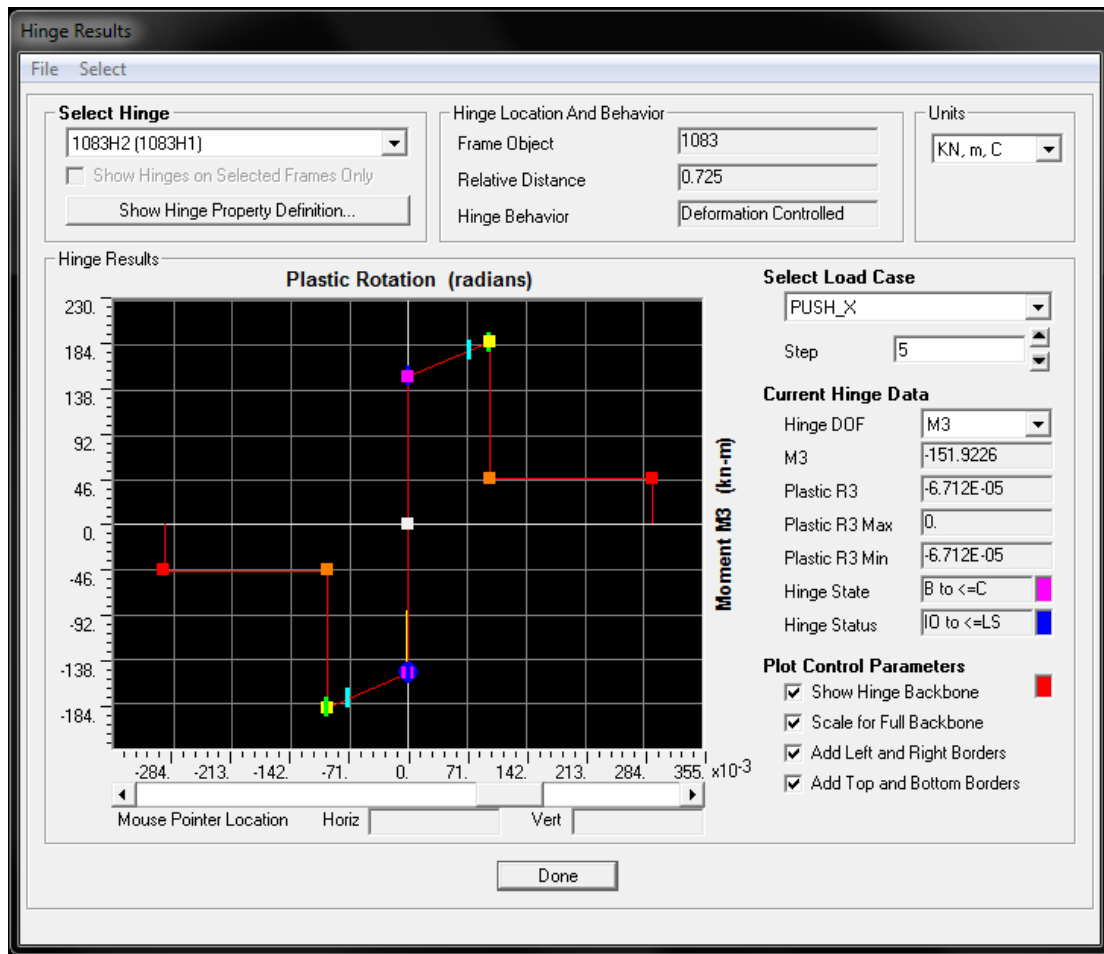 Hinge Results
File Select
Select Hinge
1083H2 (1083H1)
Show Hinges on Selected Frames Only
Show Hinge Property Definition...
Hinge Location And Behavior
Frame Object 1083
Relative Distance 0.725
Hinge Behavior Deformation Controlled
Units
KN, m, C
Hinge Results
Plastic Rotation (radians)
230.
184.
138.
92.
46.
0.
-46.
-92.
-138.
-184.
-284. -213. -142. -71. 0. 71. 142. 213. 284. 355. x10-3
Moment M3 (kn-m)
Mouse Pointer Location Horiz Vert
Select Load Case
PUSH_X
Step 5
Current Hinge Data
Hinge DOF M3
M3 -151.9226
Plastic R3 -6.712E-05
Plastic R3 Max 0.
Plastic R3 Min -6.712E-05
Hinge State B to <=C
Hinge Status IO to <=LS
Plot Control Parameters
Show Hinge Backbone
Scale for Full Backbone
Add Left and Right Borders
Add Top and Bottom Borders
Done